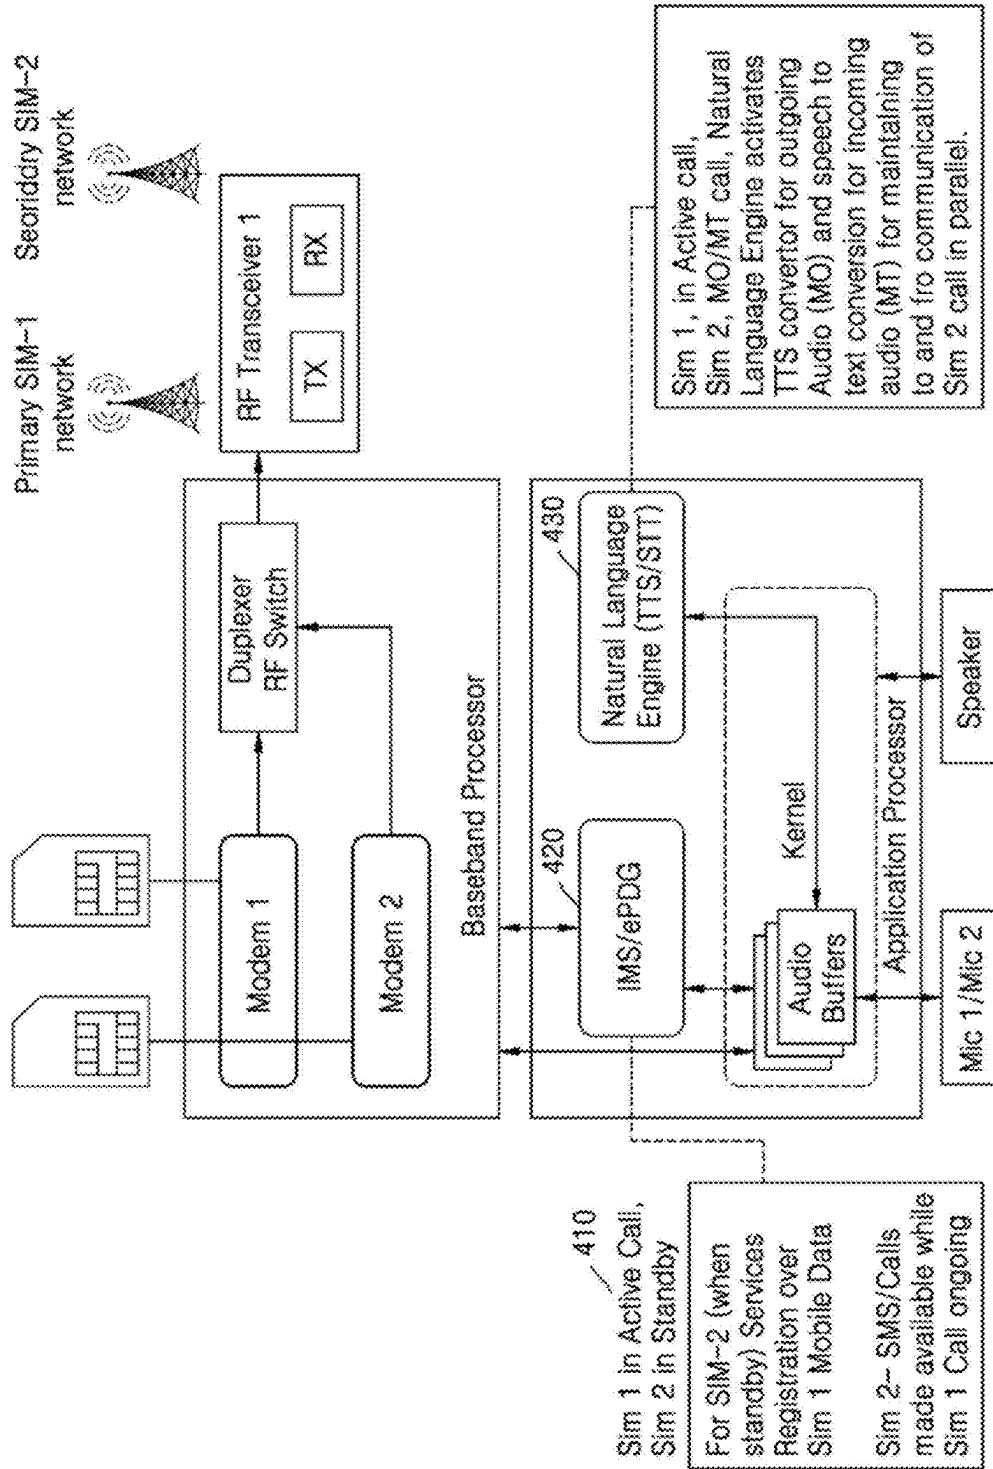 Primary SIM-1
network
Seoriddry SIM-2
network
RF Transceiver 1
TX
RX
Duplexer
RF Switch
Modem 1
Modem 2
Baseband Processor
420
IMS/ePDG
430
Natural Language
Engine (TTS/STT)
Kernel
Audio
Buffers
Application Processor
Mic 1/Mic 2
Speaker
410
Sim 1 in Active Call,
Sim 2 in Standby
For SIM-2 (when
standby) Services
Registration over
Sim 1 Mobile Data
Sim 2- SMS/Calls
made available while
Sim 1 Call ongoing
Sim 1, in Active call,
Sim 2, MO/MT call, Natural
Language Engine activates
TTS convertor for outgoing
Audio (MO) and speech to
text conversion for incoming
audio (MT) for maintaining
to and fro communication of
Sim 2 call in parallel.